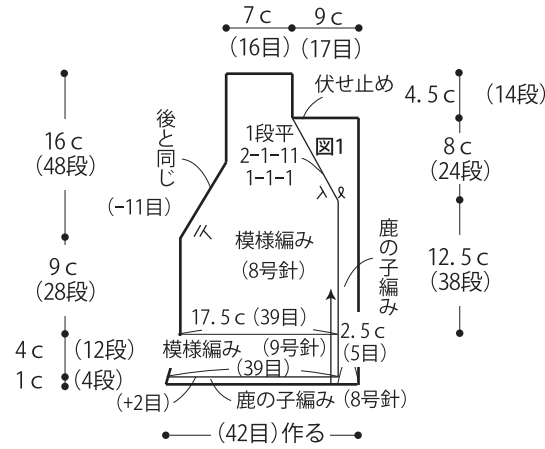 7c
(16目)
9c
(17目)
伏せ止め
4.5c
(14段)
16c
(48段)
後と同じ
(-11目)
1段平
2-1-11
1-1-1
図1
8c
(24段)
入
模様編み
(8号針)
鹿の子編み
12.5c
(38段)
9c
(28段)
17.5c (39目)
2.5c
(5目)
4c
(12段)
模様編み
(9号針)
(39目)
1c
(4段)
(+2目)
鹿の子編み (8号針)
(42目)作る